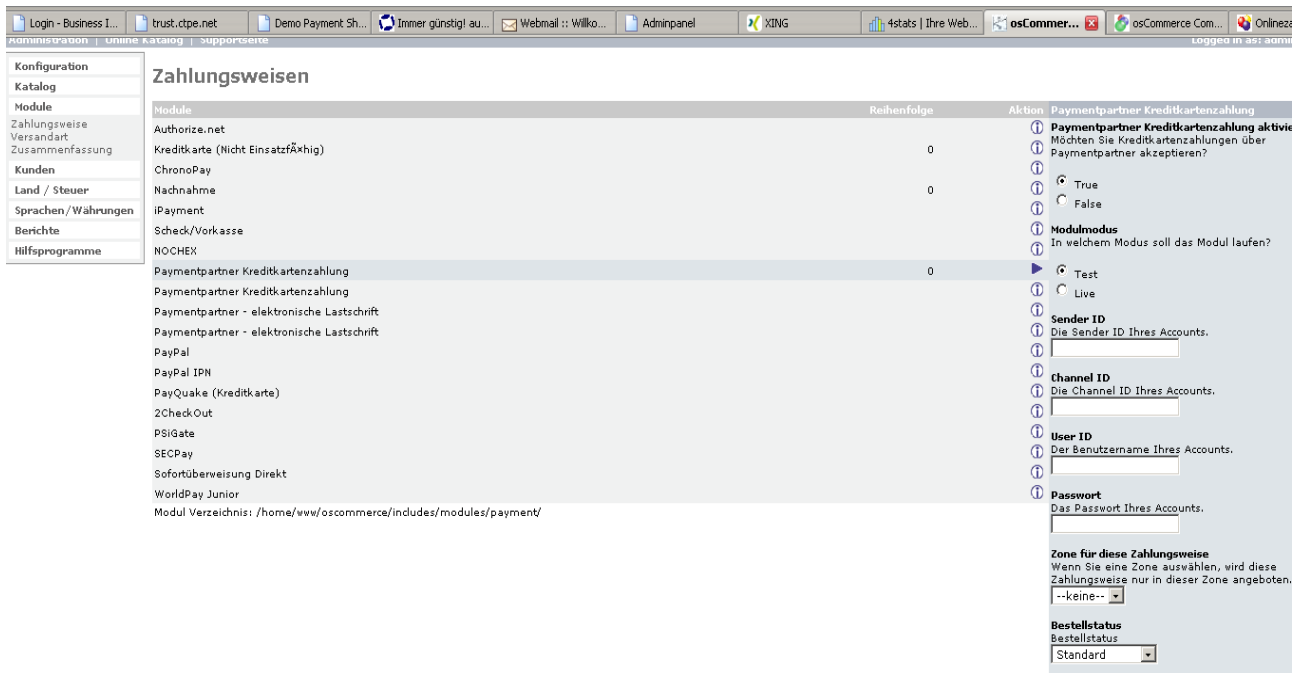 Login - Business I...
trust.ctpe.net
Demo Payment Sh...
Immer günstig! au...
Webmail :: Willko...
Adminpanel
XING
4stats | Ihre Web...
osCommer...
osCommerce Com...
Onlineza
Administration | Online Katalog | Supportseite
Logged in as: admi
Konfiguration
Katalog
Module
Zahlungsweise
Versandart
Zusammenfassung
Kunden
Land / Steuer
Sprachen/Währungen
Berichte
Hilfsprogramme
Zahlungsweisen
Module Reihenfolge Aktion
Authorize.net
Kreditkarte (Nicht EinsatzfÃ¤hig) 0
ChronoPay
Nachnahme 0
iPayment
Scheck/Vorkasse
NOCHEX
Paymentpartner Kreditkartenzahlung 0
Paymentpartner Kreditkartenzahlung
Paymentpartner - elektronische Lastschrift
Paymentpartner - elektronische Lastschrift
PayPal
PayPal IPN
PayQuake (Kreditkarte)
2CheckOut
PSiGate
SECPay
Sofortüberweisung Direkt
WorldPay Junior
Modul Verzeichnis: /home/www/oscommerce/includes/modules/payment/
Paymentpartner Kreditkartenzahlung
Paymentpartner Kreditkartenzahlung aktivie
Möchten Sie Kreditkartenzahlungen über
Paymentpartner akzeptieren?
True
False
Modulmodus
In welchem Modus soll das Modul laufen?
Test
Live
Sender ID
Die Sender ID Ihres Accounts.
Channel ID
Die Channel ID Ihres Accounts.
User ID
Der Benutzername Ihres Accounts.
Passwort
Das Passwort Ihres Accounts.
Zone für diese Zahlungsweise
Wenn Sie eine Zone auswählen, wird diese
Zahlungsweise nur in dieser Zone angeboten.
--keine--
Bestellstatus
Bestellstatus
Standard